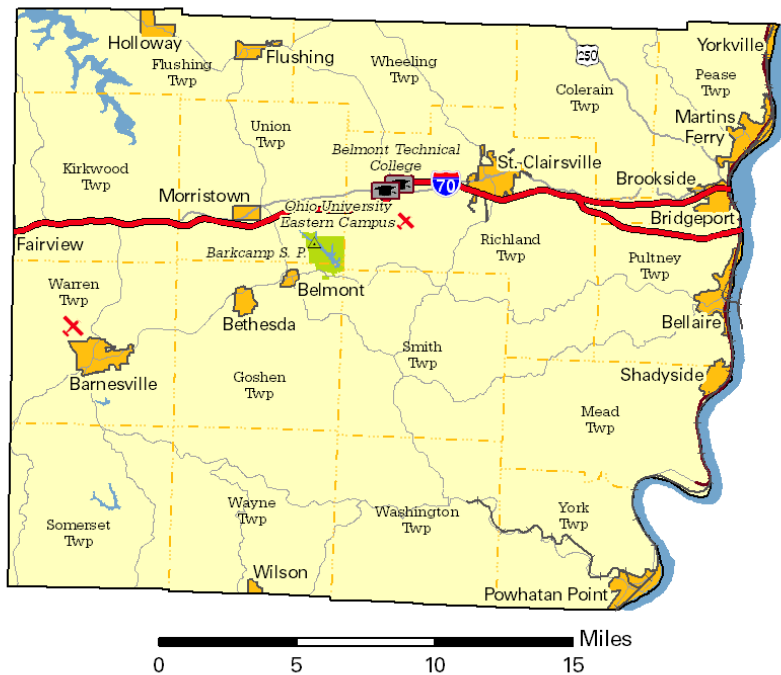 Yorkville
Holloway
Flushing
Twp
Flushing
Wheeling
Twp
250
Pease
Twp
Colerain
Twp
Martins
Ferry
Union
Twp
Belmont Technical
College
St. Clairsville
Kirkwood
Twp
70
Brookside
Morristown
Ohio University
Eastern Campus
Bridgeport
Fairview
Barkcamp S. P.
Richland
Twp
Pultney
Twp
Warren
Twp
Belmont
Bethesda
Bellaire
Smith
Twp
Barnesville
Goshen
Twp
Shadyside
Mead
Twp
Somerset
Twp
Wayne
Twp
Washington
Twp
York
Twp
Wilson
Powhatan Point
Miles
0 5 10 15